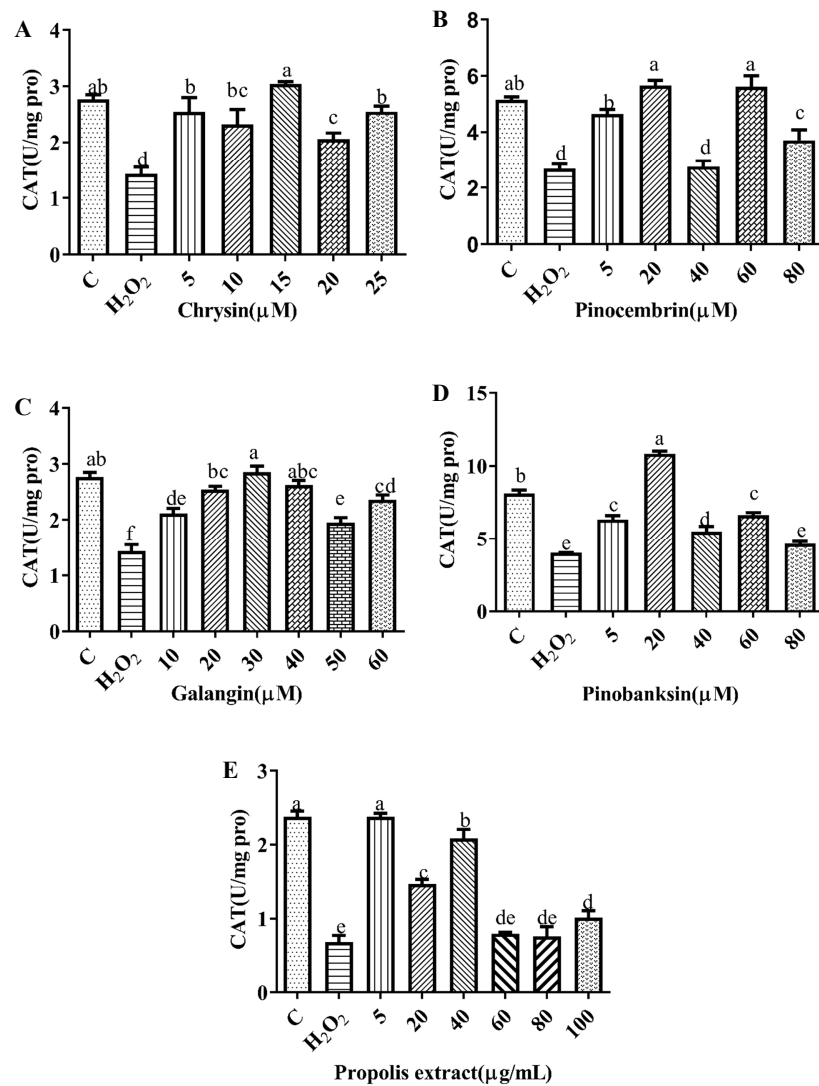 A
CAT(U/mg pro)
4
3
2
1
0
ab
d
b
bc
a
c
b
C
H₂O₂
5
10
15
20
25
Chrysin(μM)
B
CAT(U/mg pro)
8
6
4
2
0
ab
d
b
a
d
a
c
C
H₂O₂
5
20
40
60
80
Pinocembrin(μM)
C
CAT(U/mg pro)
4
3
2
1
0
ab
f
de
bc
a
abc
e
cd
C
H₂O₂
10
20
30
40
50
60
Galangin(μM)
D
CAT(U/mg pro)
15
10
5
0
b
e
c
a
d
c
e
C
H₂O₂
5
20
40
60
80
Pinobanksin(μM)
E
CAT(U/mg pro)
3
2
1
0
a
e
a
c
b
de
de
d
C
H₂O₂
5
20
40
60
80
100
Propolis extract(μg/mL)